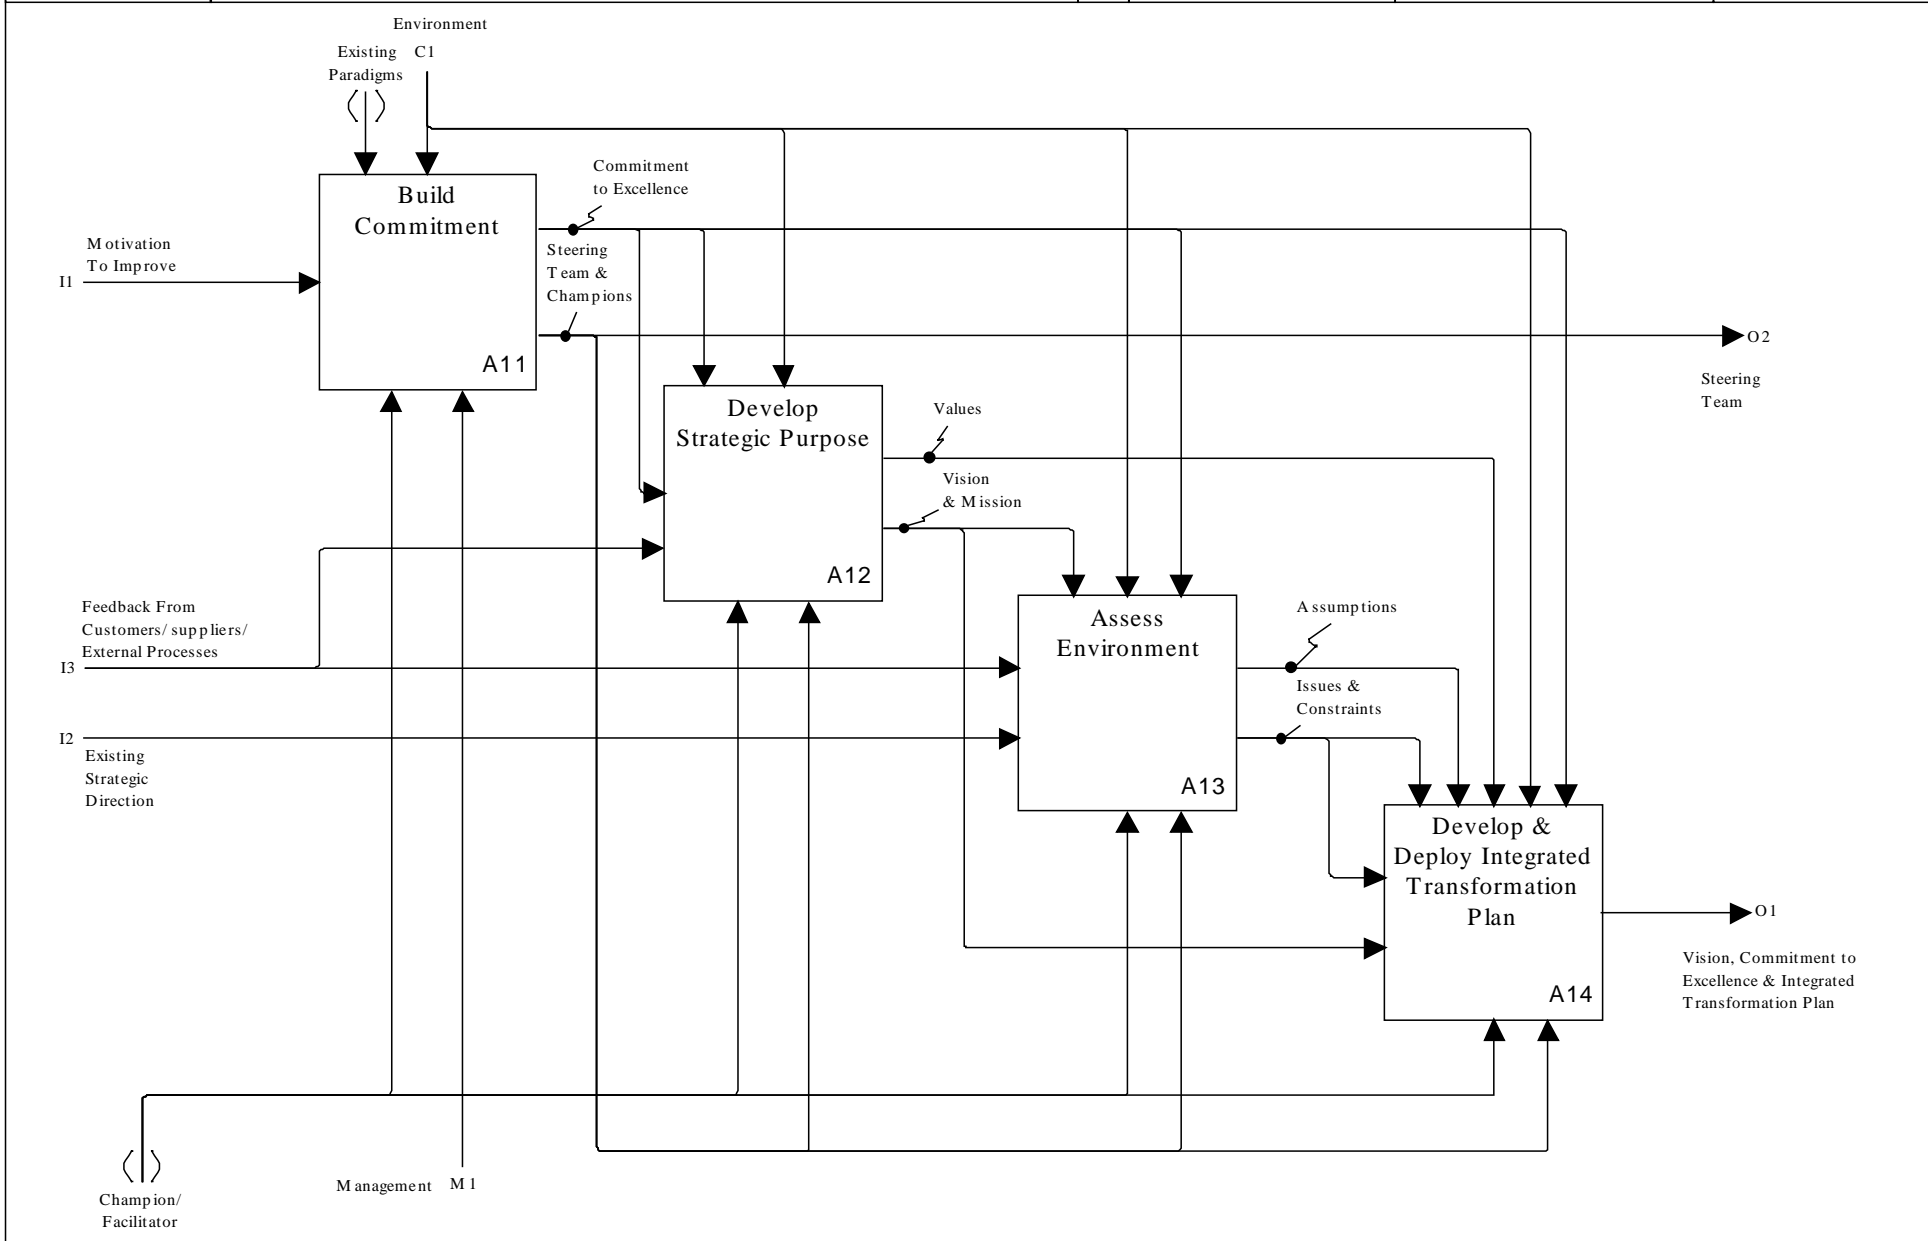 Environment
Existing C1
Paradigms
Commitment
to Excellence
Build
Commitment
A11
Motivation
To Improve
I1
Steering
Team &
Champions
O2
Steering
Team
Develop
Strategic Purpose
A12
Values
Vision
& Mission
Feedback From
Customers/suppliers/
External Processes
I3
I2
Existing
Strategic
Direction
Assess
Environment
A13
Assumptions
Issues &
Constraints
Develop &
Deploy Integrated
Transformation
Plan
A14
O1
Vision, Commitment to
Excellence & Integrated
Transformation Plan
Champion/
Facilitator
Management M1